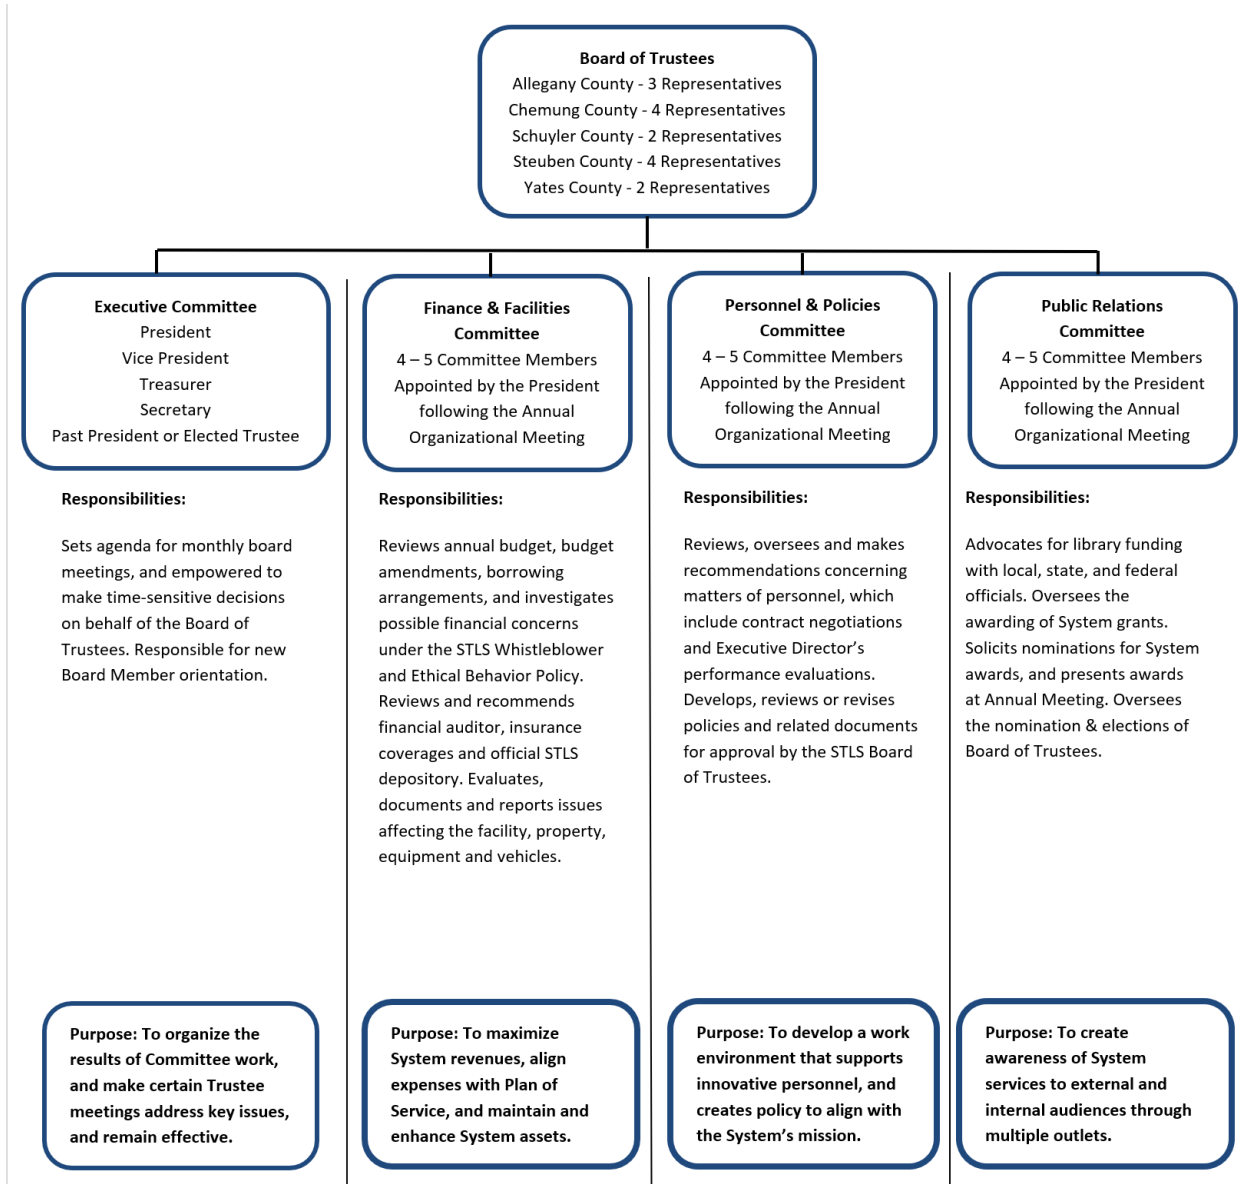 Board of Trustees
Allegany County - 3 Representatives
Chemung County - 4 Representatives
Schuyler County - 2 Representatives
Steuben County - 4 Representatives
Yates County - 2 Representatives
Executive Committee
President
Vice President
Treasurer
Secretary
Past President or Elected Trustee
Responsibilities:
Sets agenda for monthly board
meetings, and empowered to
make time-sensitive decisions
on behalf of the Board of
Trustees. Responsible for new
Board Member orientation.
Purpose: To organize the
results of Committee work,
and make certain Trustee
meetings address key issues,
and remain effective.
Finance & Facilities
Committee
4 – 5 Committee Members
Appointed by the President
following the Annual
Organizational Meeting
Responsibilities:
Reviews annual budget, budget
amendments, borrowing
arrangements, and investigates
possible financial concerns
under the STLS Whistleblower
and Ethical Behavior Policy.
Reviews and recommends
financial auditor, insurance
coverages and official STLS
depository. Evaluates,
documents and reports issues
affecting the facility, property,
equipment and vehicles.
Purpose: To maximize
System revenues, align
expenses with Plan of
Service, and maintain and
enhance System assets.
Personnel & Policies
Committee
4 – 5 Committee Members
Appointed by the President
following the Annual
Organizational Meeting
Responsibilities:
Reviews, oversees and makes
recommendations concerning
matters of personnel, which
include contract negotiations
and Executive Director’s
performance evaluations.
Develops, reviews or revises
policies and related documents
for approval by the STLS Board
of Trustees.
Purpose: To develop a work
environment that supports
innovative personnel, and
creates policy to align with
the System’s mission.
Public Relations
Committee
4 – 5 Committee Members
Appointed by the President
following the Annual
Organizational Meeting
Responsibilities:
Advocates for library funding
with local, state, and federal
officials. Oversees the
awarding of System grants.
Solicits nominations for System
awards, and presents awards
at Annual Meeting. Oversees
the nomination & elections of
Board of Trustees.
Purpose: To create
awareness of System
services to external and
internal audiences through
multiple outlets.